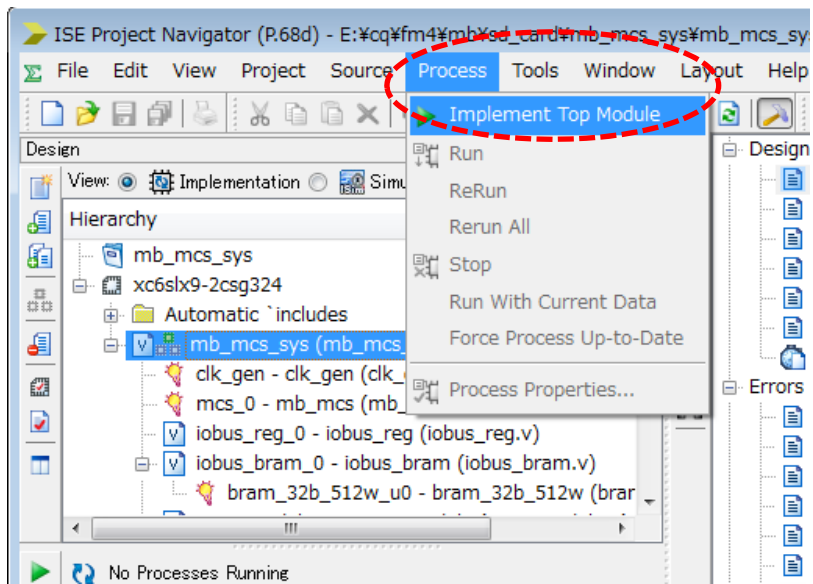 ISE Project Navigator (P.68d) - E:¥cq¥fm4¥mb¥sd_card¥mb_mcs_sys¥mb_mcs_sy
File Edit View Project Source Process Tools Window Layout Help
Implement Top Module
Run
ReRun
Rerun All
Stop
Run With Current Data
Force Process Up-to-Date
Process Properties...
Design
View: Implementation Simu
Hierarchy
mb_mcs_sys
xc6slx9-2csg324
Automatic `includes
mb_mcs_sys (mb_mcs_
clk_gen - clk_gen (clk_
mcs_0 - mb_mcs (mb_
iobus_reg_0 - iobus_reg (iobus_reg.v)
iobus_bram_0 - iobus_bram (iobus_bram.v)
bram_32b_512w_u0 - bram_32b_512w (brar
No Processes Running
Design
Errors